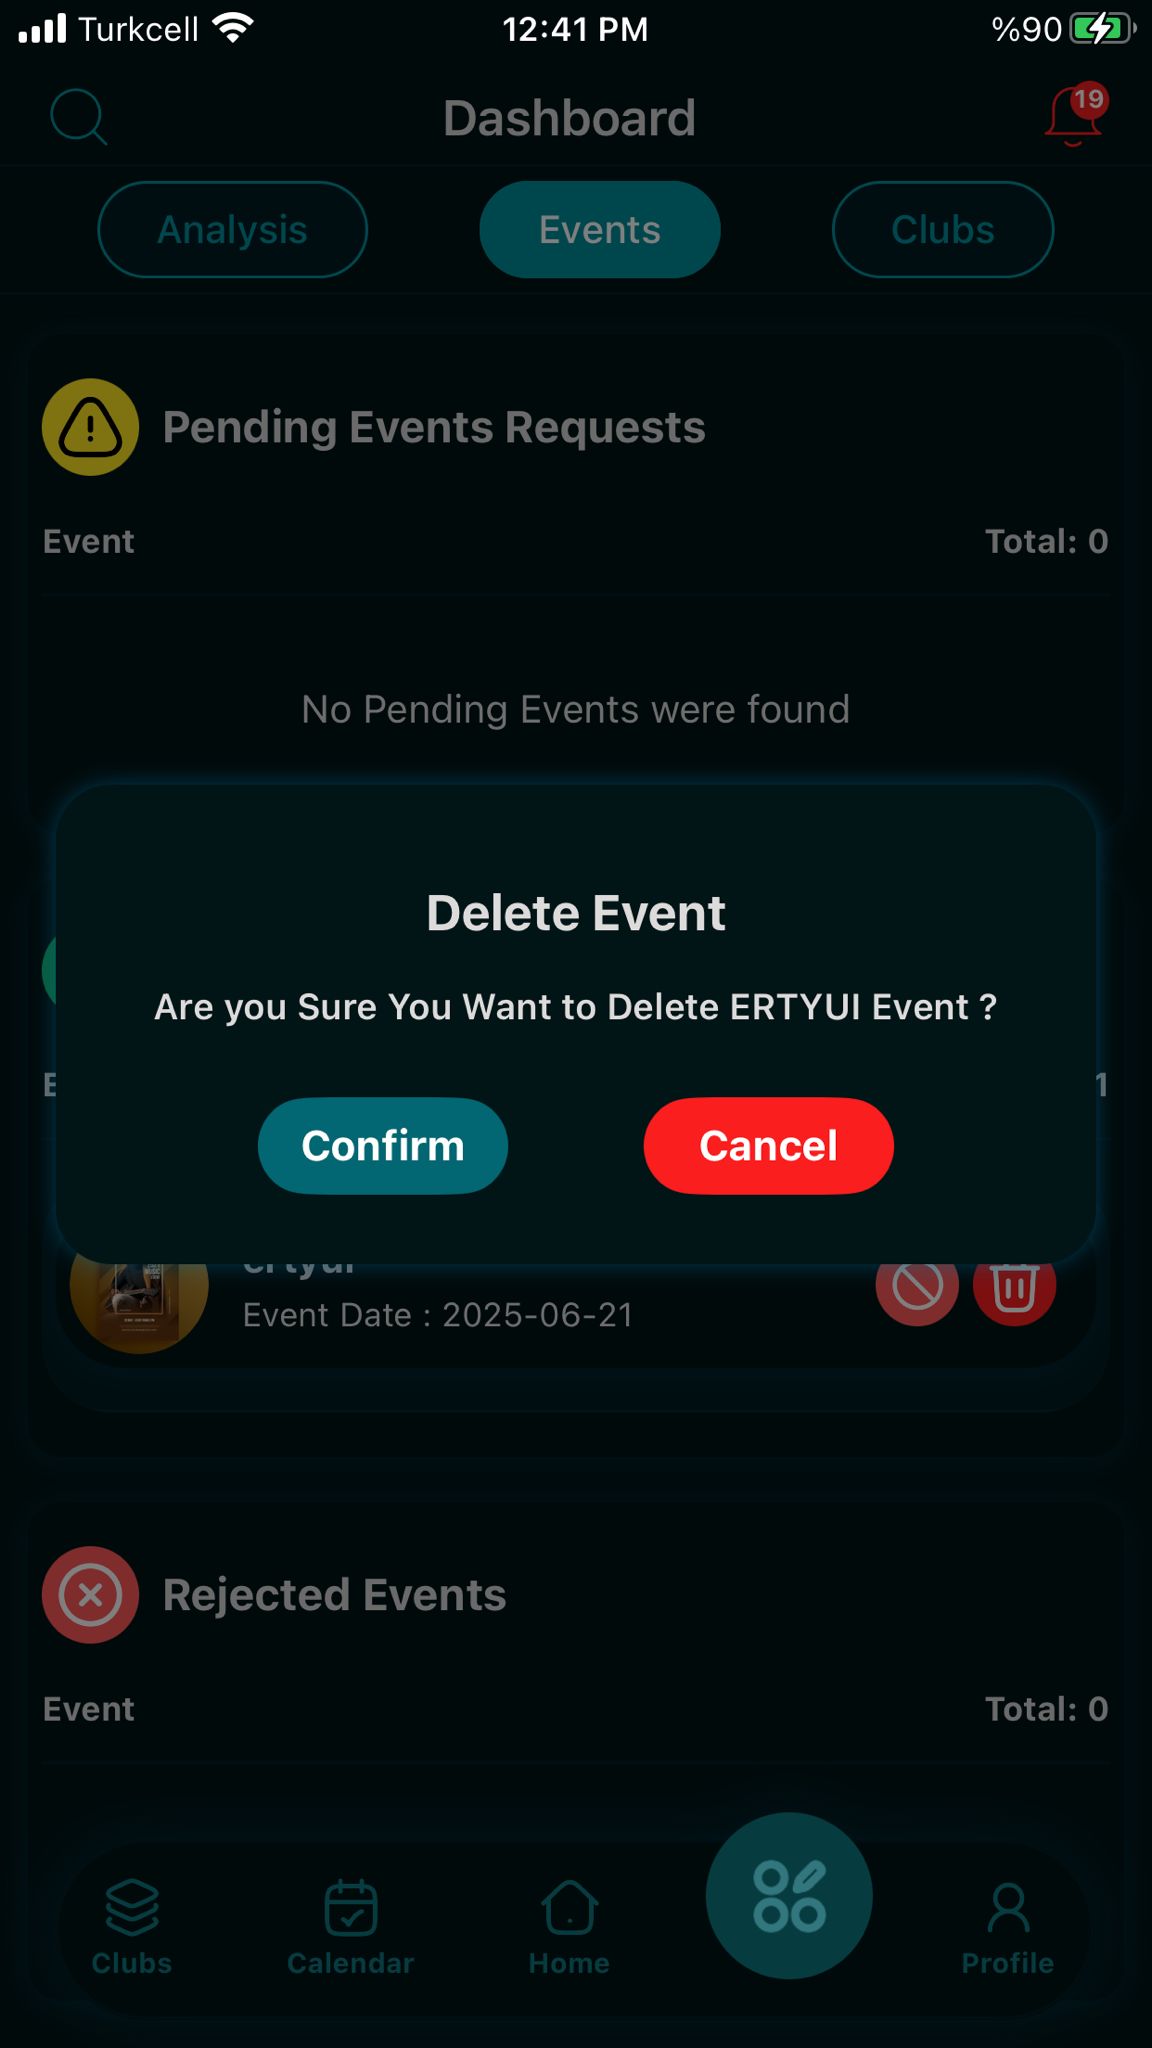 Turkcell 12:41 PM %90
Dashboard 19
Analysis Events Clubs
Pending Events Requests
Event Total: 0
No Pending Events were found
Delete Event
Are you Sure You Want to Delete ERTYUI Event ?
E 1
Confirm Cancel
ertyui
Event Date : 2025-06-21
Rejected Events
Event Total: 0
Clubs Calendar Home Profile